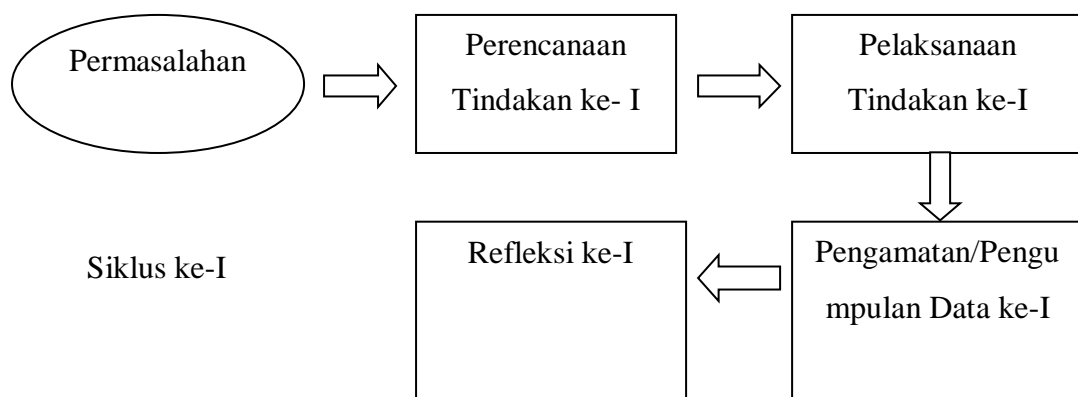 Permasalahan
Perencanaan
Tindakan ke- I
Pelaksanaan
Tindakan ke-I
Siklus ke-I
Refleksi ke-I
Pengamatan/Pengu
mpulan Data ke-I